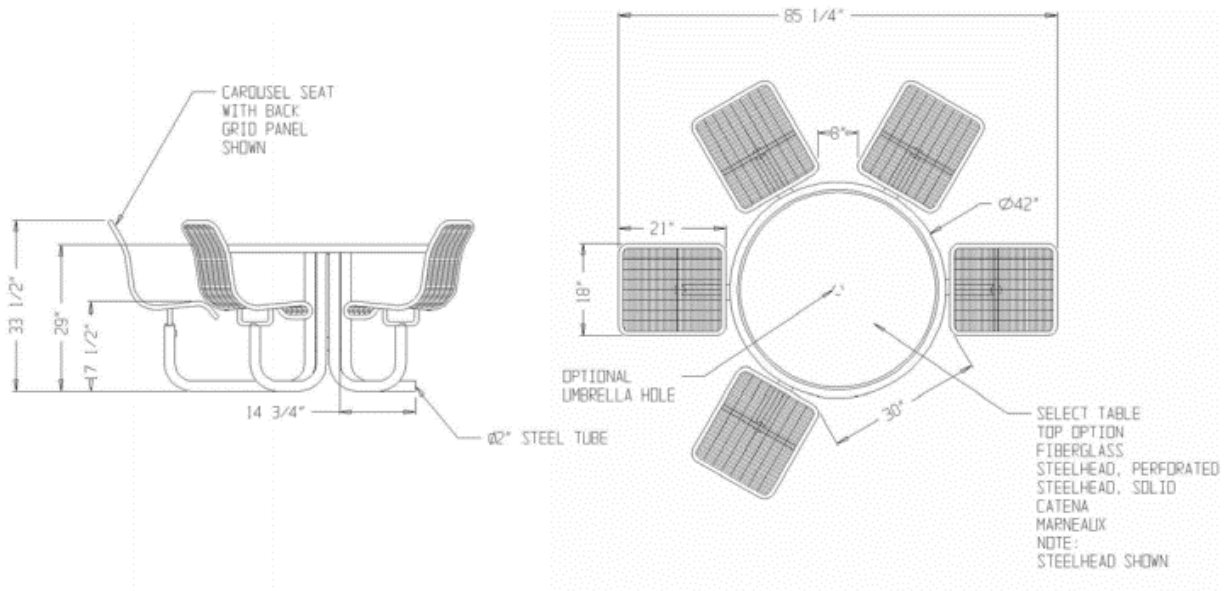 CAROUSEL SEAT
WITH BACK
GRID PANEL
SHOWN
33 1/2"
29"
17 1/2"
14 3/4"
Ø2" STEEL TUBE
85 1/4"
8"
Ø42"
21"
18"
30"
OPTIONAL
UMBRELLA HOLE
SELECT TABLE
TOP OPTION
FIBERGLASS
STEELHEAD, PERFORATED
STEELHEAD, SOLID
CATENA
MARNEAUX
NOTE:
STEELHEAD SHOWN